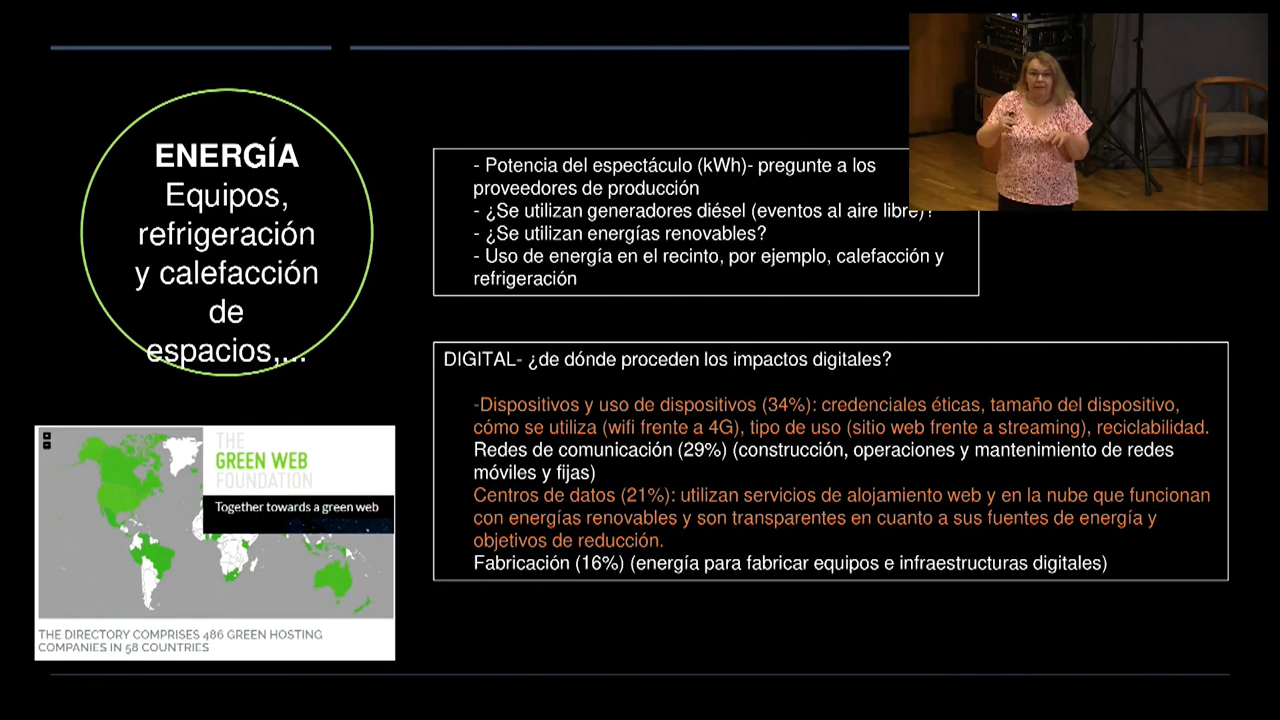 ENERGÍA
Equipos,
refrigeración
y calefacción
de
espacios,...
- Potencia del espectáculo (kWh)- pregunte a los
proveedores de producción
- ¿Se utilizan generadores diésel (eventos al aire libre)?
- ¿Se utilizan energías renovables?
- Uso de energía en el recinto, por ejemplo, calefacción y
refrigeración
DIGITAL- ¿de dónde proceden los impactos digitales?
-Dispositivos y uso de dispositivos (34%): credenciales éticas, tamaño del dispositivo,
cómo se utiliza (wifi frente a 4G), tipo de uso (sitio web frente a streaming), reciclabilidad.
Redes de comunicación (29%) (construcción, operaciones y mantenimiento de redes
móviles y fijas)
Centros de datos (21%): utilizan servicios de alojamiento web y en la nube que funcionan
con energías renovables y son transparentes en cuanto a sus fuentes de energía y
objetivos de reducción.
Fabricación (16%) (energía para fabricar equipos e infraestructuras digitales)
THE
GREEN WEB
FOUNDATION
Together towards a green web
THE DIRECTORY COMPRISES 486 GREEN HOSTING
COMPANIES IN 58 COUNTRIES